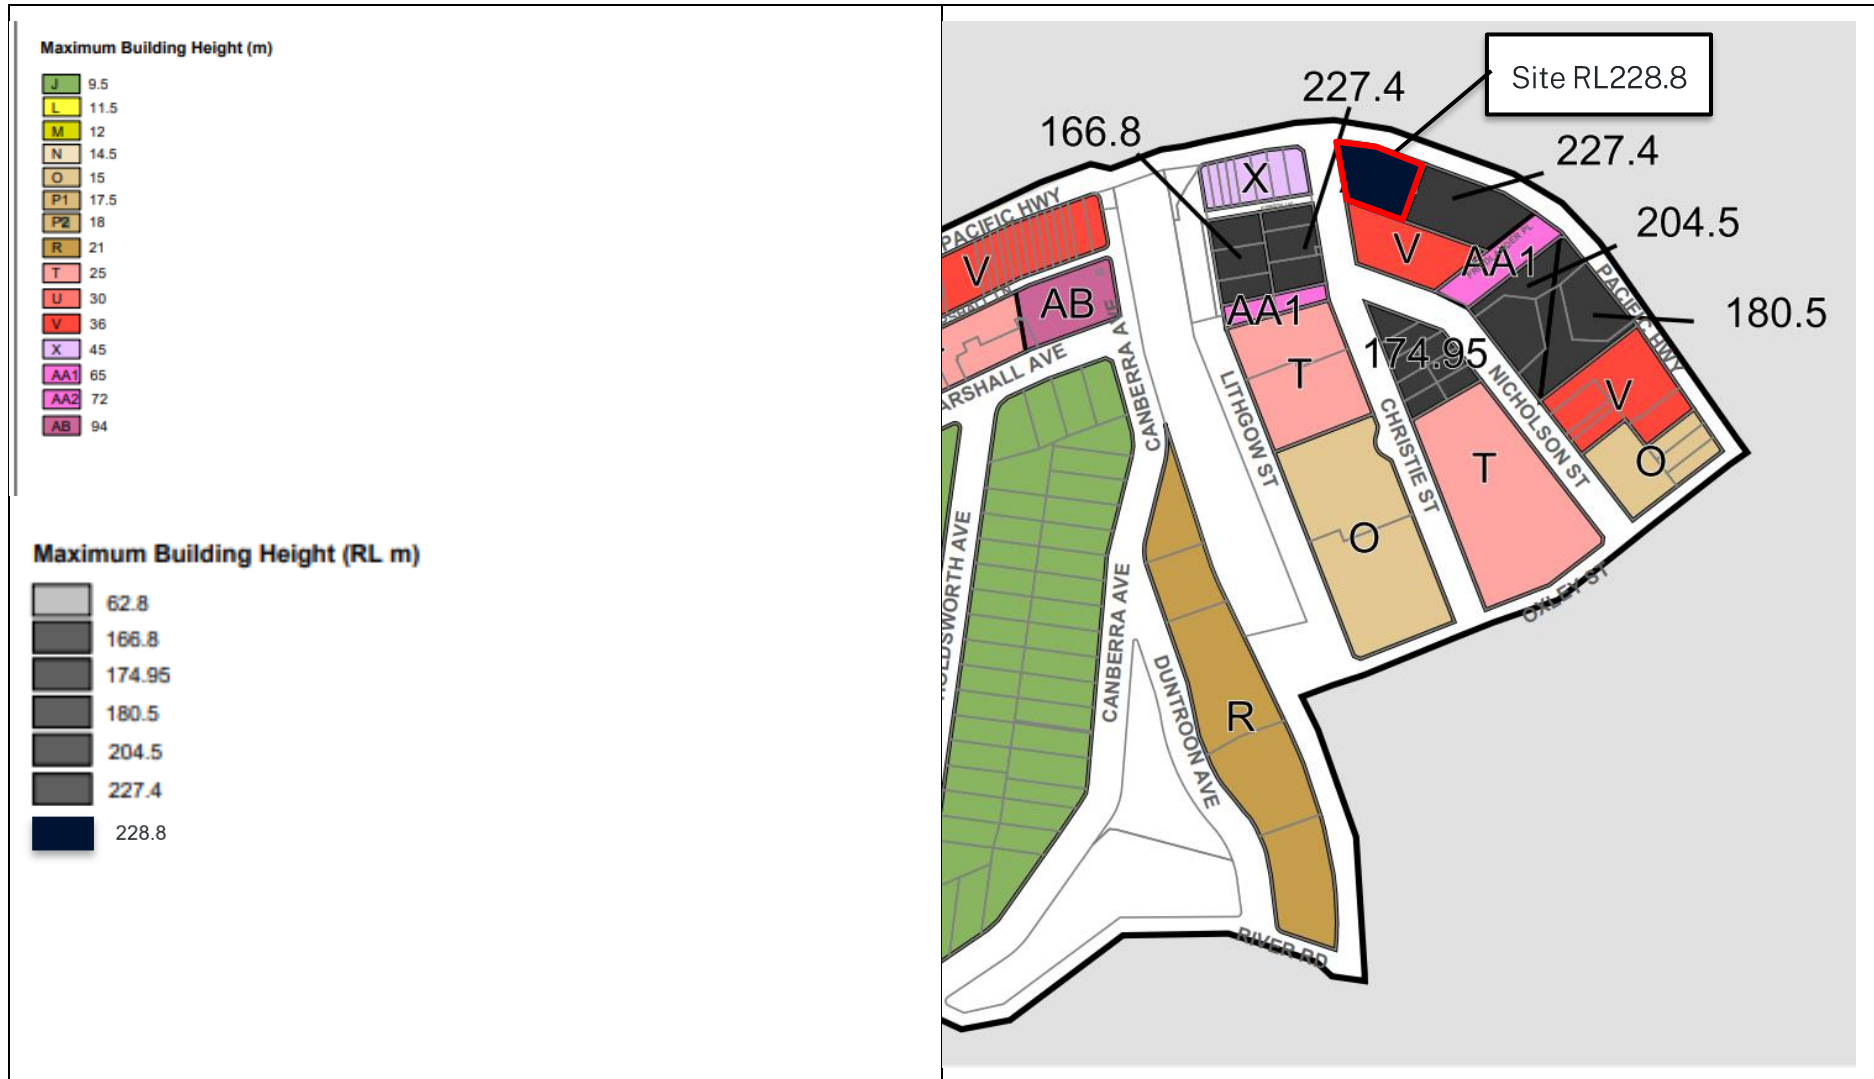 Maximum Building Height (m)
J 9.5
L 11.5
M 12
N 14.5
O 15
P1 17.5
P2 18
R 21
T 25
U 30
V 36
X 45
AA1 65
AA2 72
AB 94
Maximum Building Height (RL m)
62.8
166.8
174.95
180.5
204.5
227.4
228.8
Site RL228.8
227.4
166.8
227.4
204.5
180.5
174.95
X
V
AB
V
AA1
AA1
T
V
T
O
O
R
PACIFIC HWY
PACIFIC HWY
CANBERRA AVE
LITHGOW ST
CHRISTIE ST
NICHOLSON ST
OXLEY ST
CANBERRA AVE
DUNTROON AVE
RIVER RD